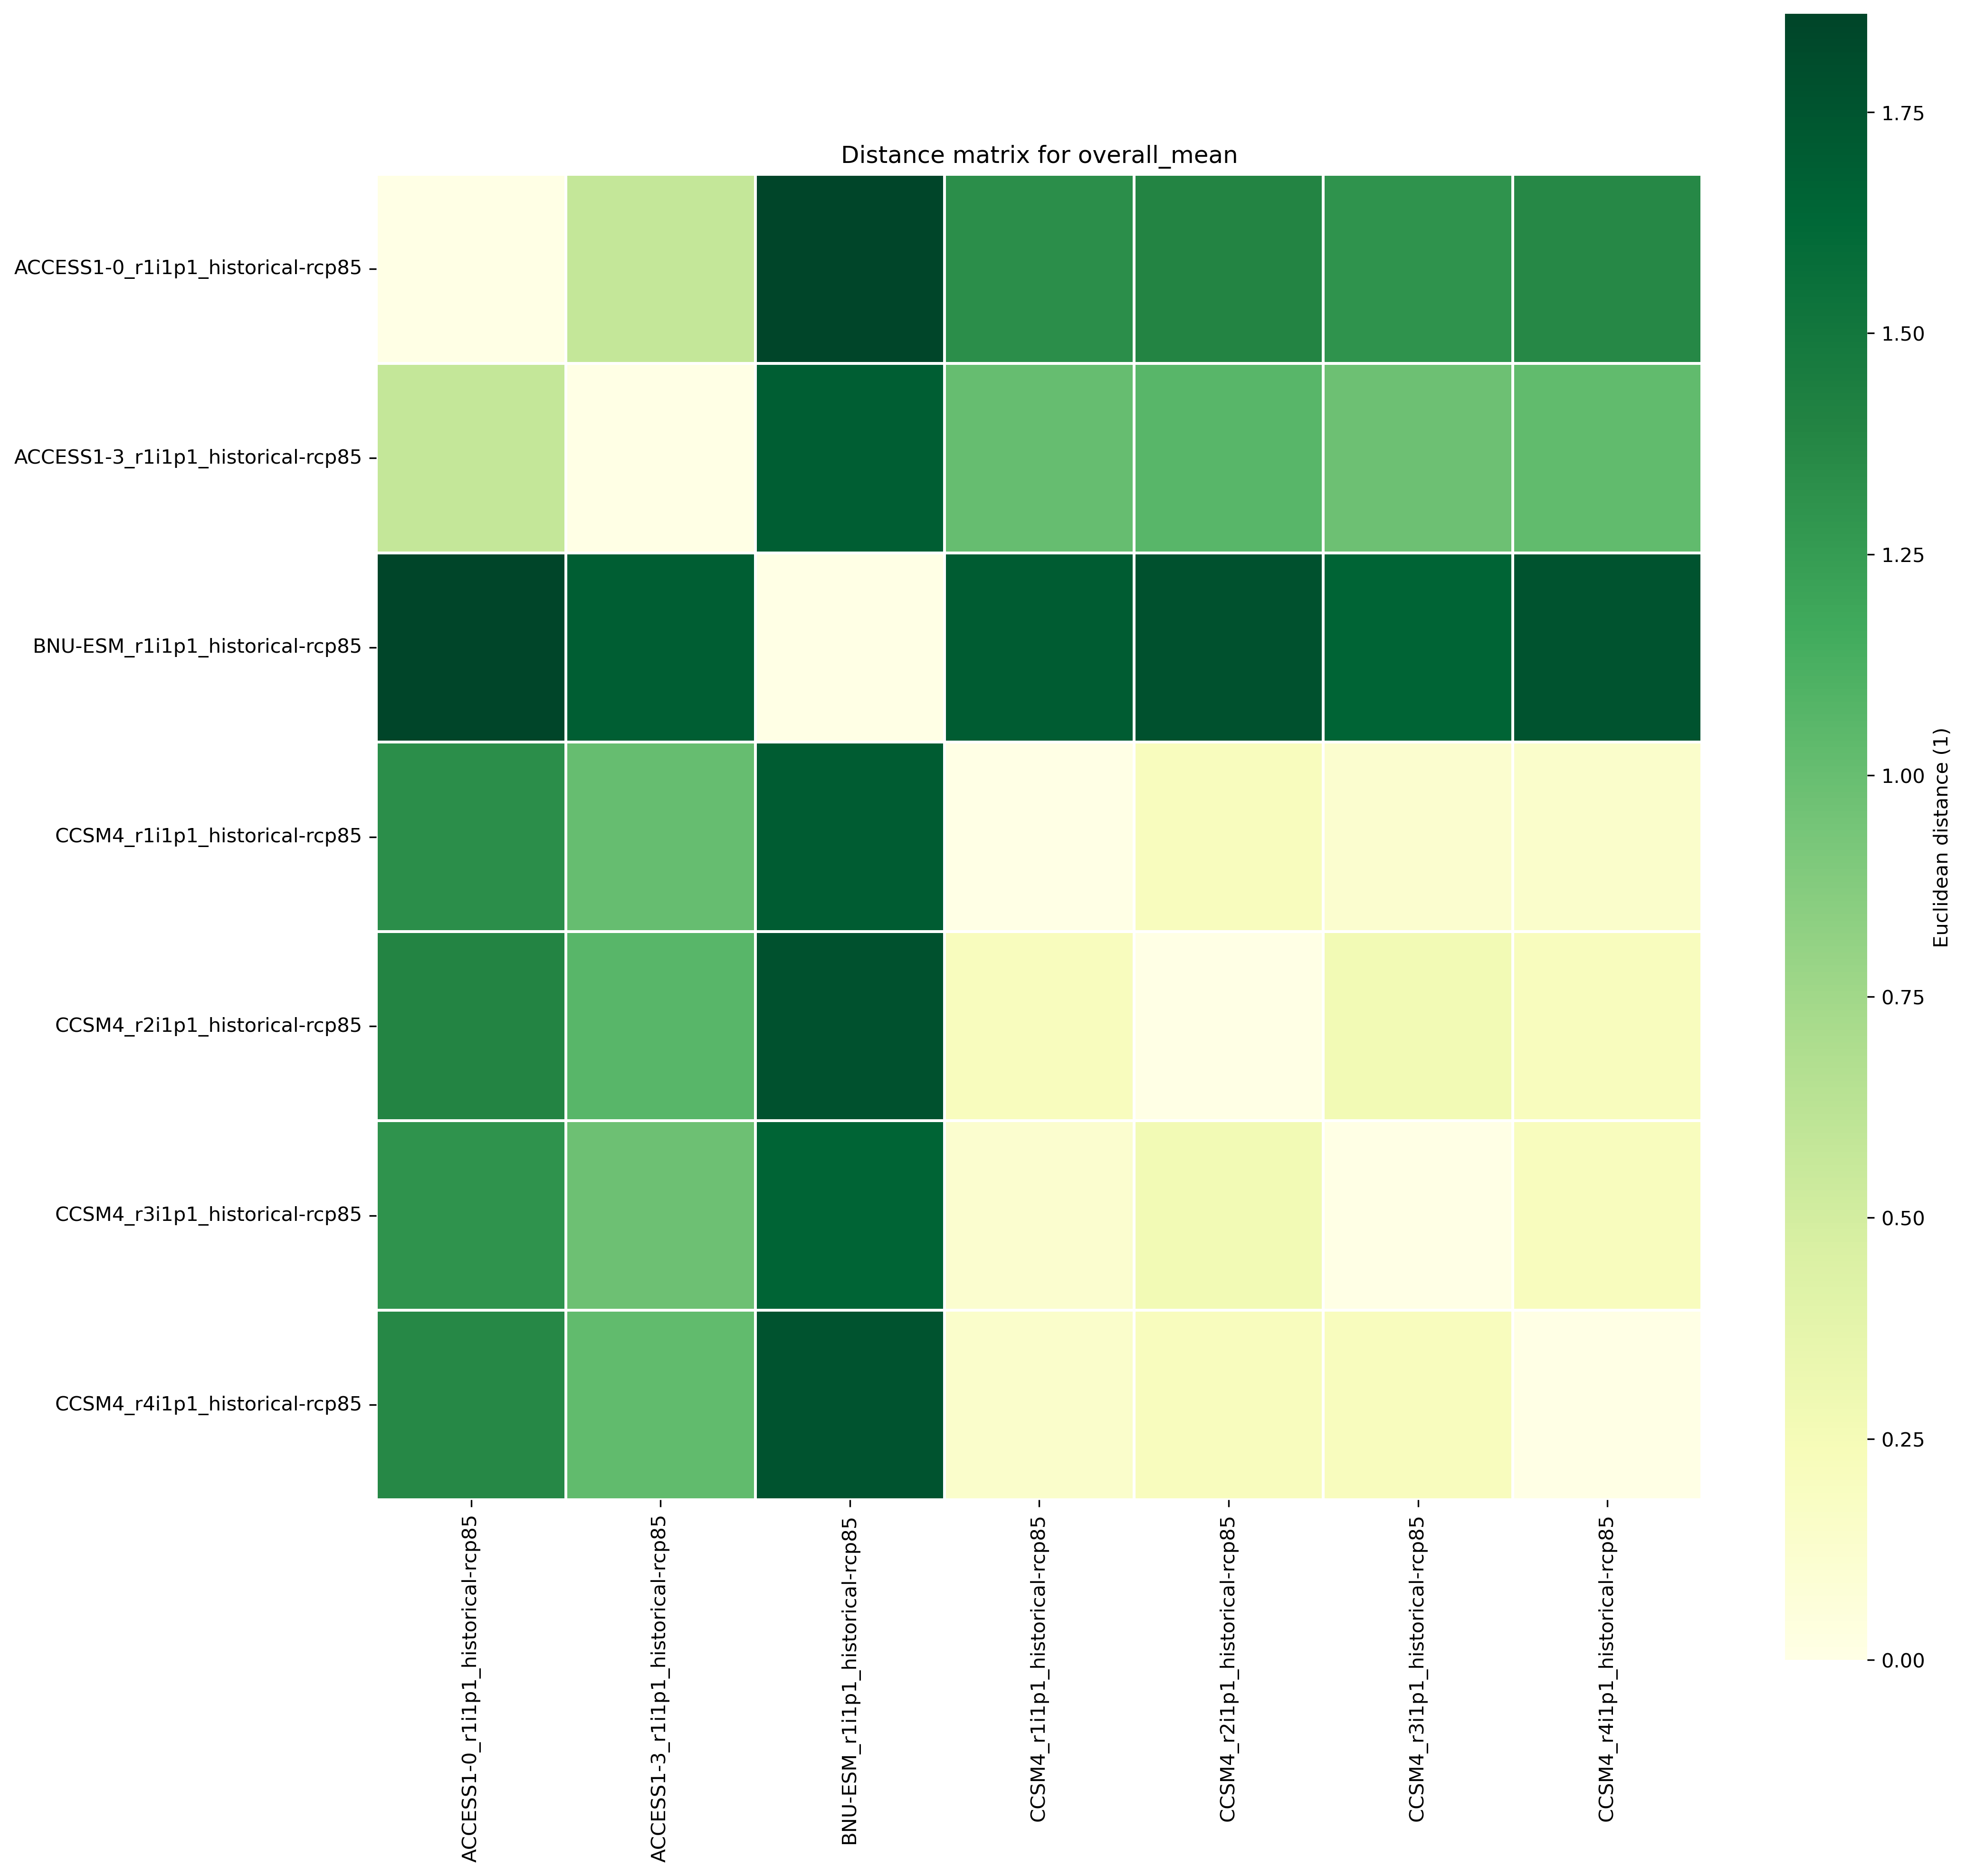 Distance matrix for overall_mean
ACCESS1-0_r1i1p1_historical-rcp85
ACCESS1-3_r1i1p1_historical-rcp85
BNU-ESM_r1i1p1_historical-rcp85
CCSM4_r1i1p1_historical-rcp85
CCSM4_r2i1p1_historical-rcp85
CCSM4_r3i1p1_historical-rcp85
CCSM4_r4i1p1_historical-rcp85
ACCESS1-0_r1i1p1_historical-rcp85
ACCESS1-3_r1i1p1_historical-rcp85
BNU-ESM_r1i1p1_historical-rcp85
CCSM4_r1i1p1_historical-rcp85
CCSM4_r2i1p1_historical-rcp85
CCSM4_r3i1p1_historical-rcp85
CCSM4_r4i1p1_historical-rcp85
1.75
1.50
1.25
1.00
0.75
0.50
0.25
0.00
Euclidean distance (1)